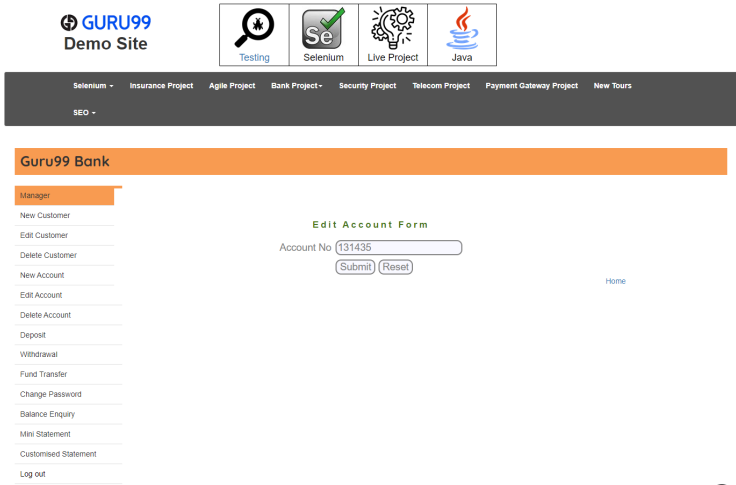 GURU99
Demo Site
Testing
Se
Selenium
Live Project
Java
Selenium Insurance Project Agile Project Bank Project Security Project Telecom Project Payment Gateway Project New Tours
SEO
Guru99 Bank
Manager
New Customer
Edit Customer
Delete Customer
New Account
Edit Account
Delete Account
Deposit
Withdrawal
Fund Transfer
Change Password
Balance Enquiry
Mini Statement
Customised Statement
Log out
Edit Account Form
Account No 131435
Submit Reset
Home